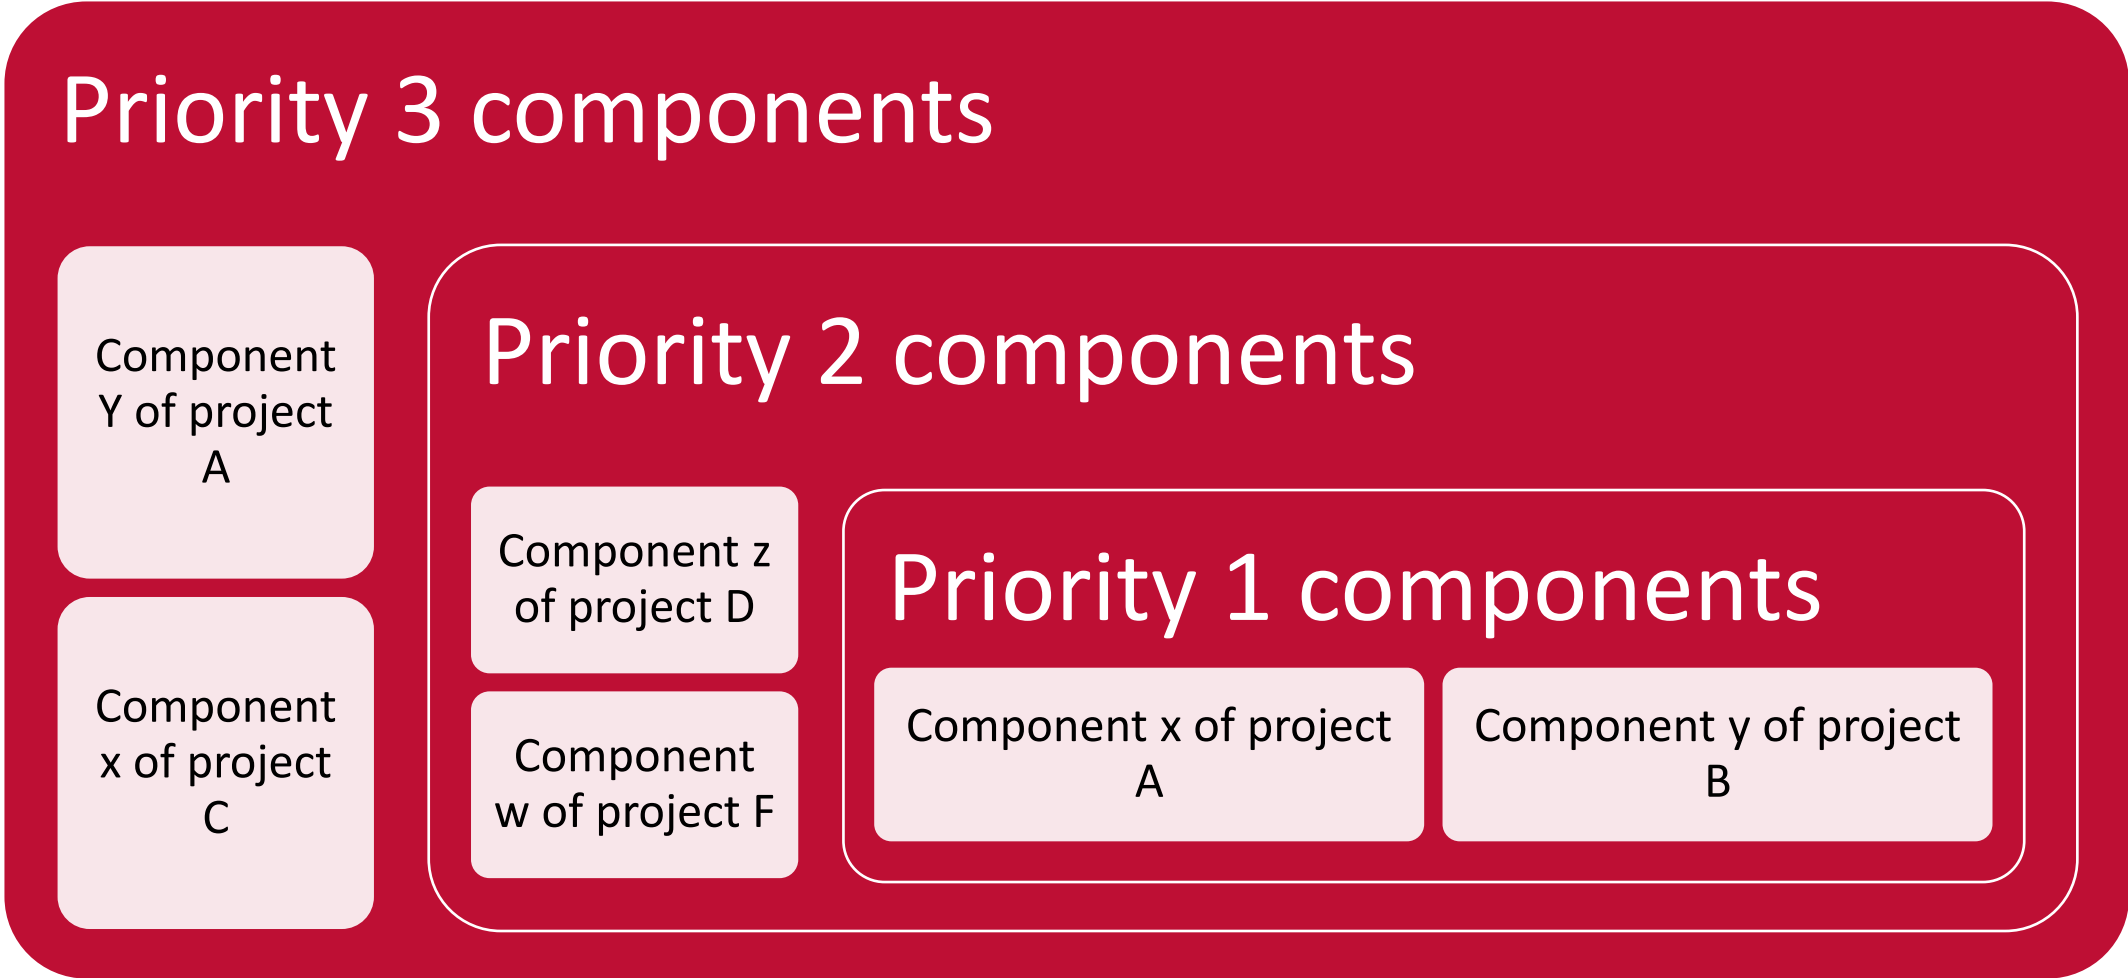 Priority 3 components
Component
Y of project
A
Component
x of project
C
Priority 2 components
Component z
of project D
Component
w of project F
Priority 1 components
Component x of project
A
Component y of project
B